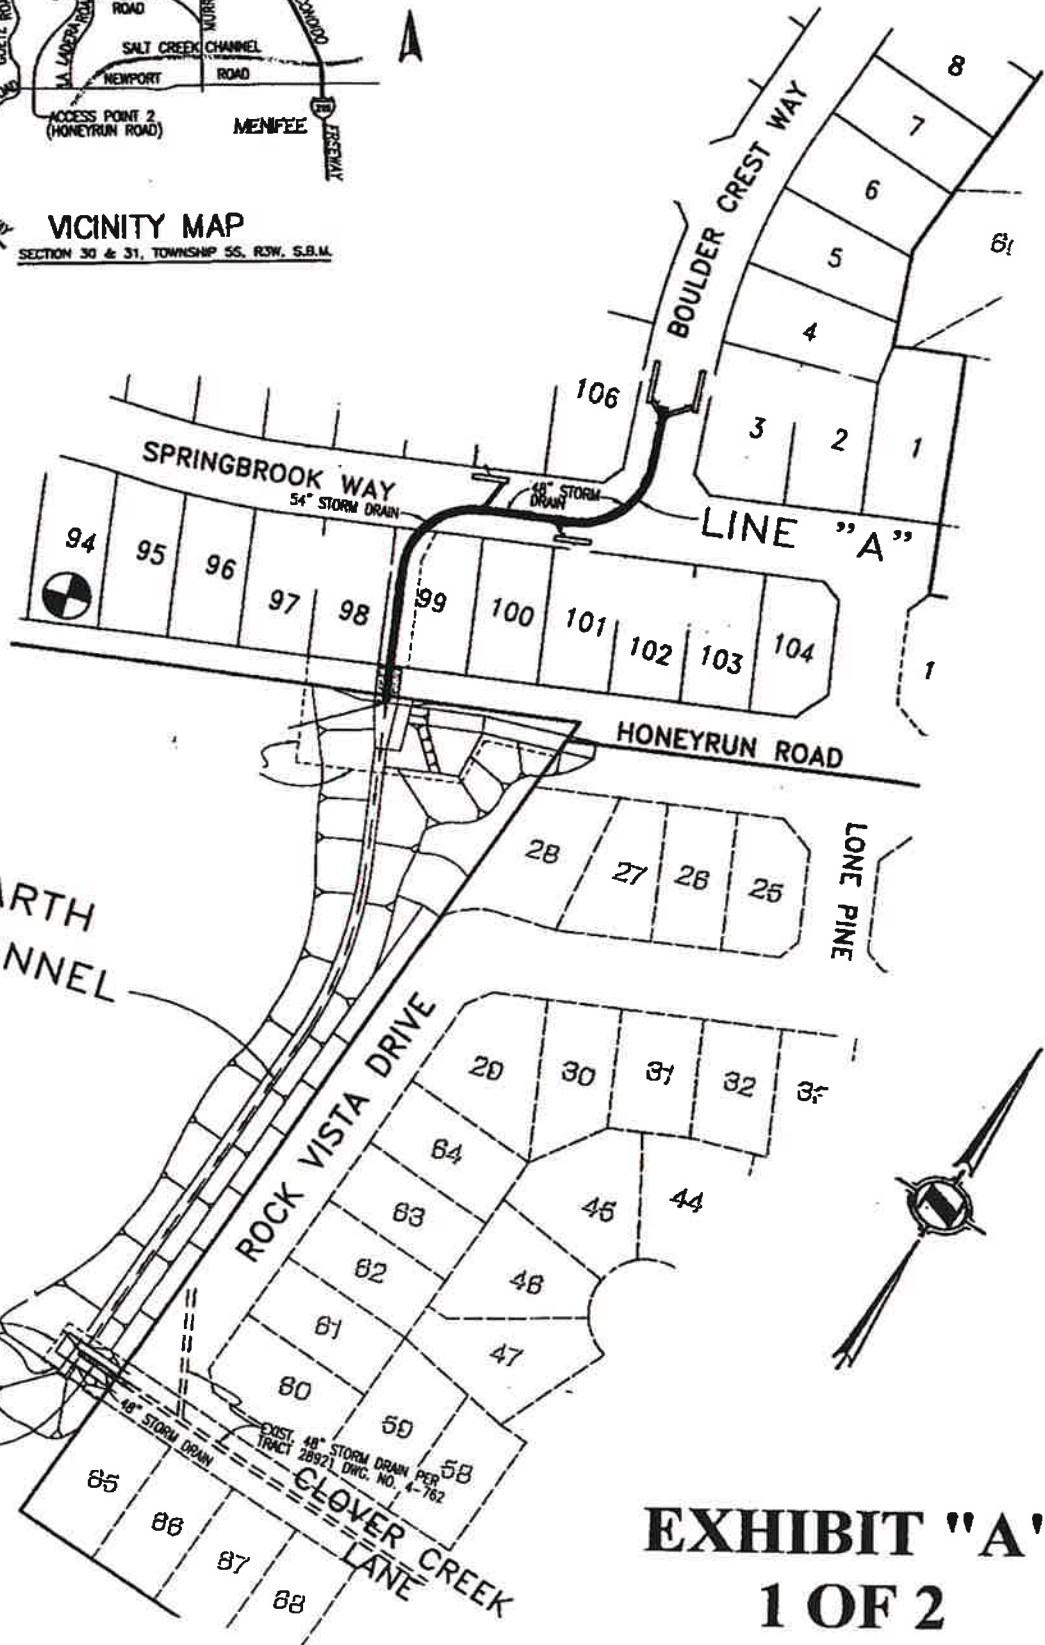 ROAD
SALT CREEK CHANNEL
NEWPORT ROAD
LA LADERA ROAD
ACCESS POINT 2
(HONEYRUN ROAD)
MENIFEE
215
FREEWAY
VICINITY MAP
SECTION 30 & 31, TOWNSHIP 5S, R3W, S.B.M.
BOULDER CREST WAY
8
7
6
5
4
3
2
1
106
SPRINGBROOK WAY
54" STORM DRAIN
48" STORM
DRAIN
LINE "A"
94
95
96
97
98
99
100
101
102
103
104
1
HONEYRUN ROAD
LONE PINE
28
27
26
25
ARTH
NNEL
ROCK VISTA DRIVE
29
30
31
32
64
63
62
61
60
59
58
45
44
46
47
48" STORM DRAIN
EXIST. 48" STORM DRAIN PER
TRACT 28921 DWG. NO. 4-762
CLOVER CREEK
LANE
65
66
67
68
EXHIBIT "A'
1 OF 2